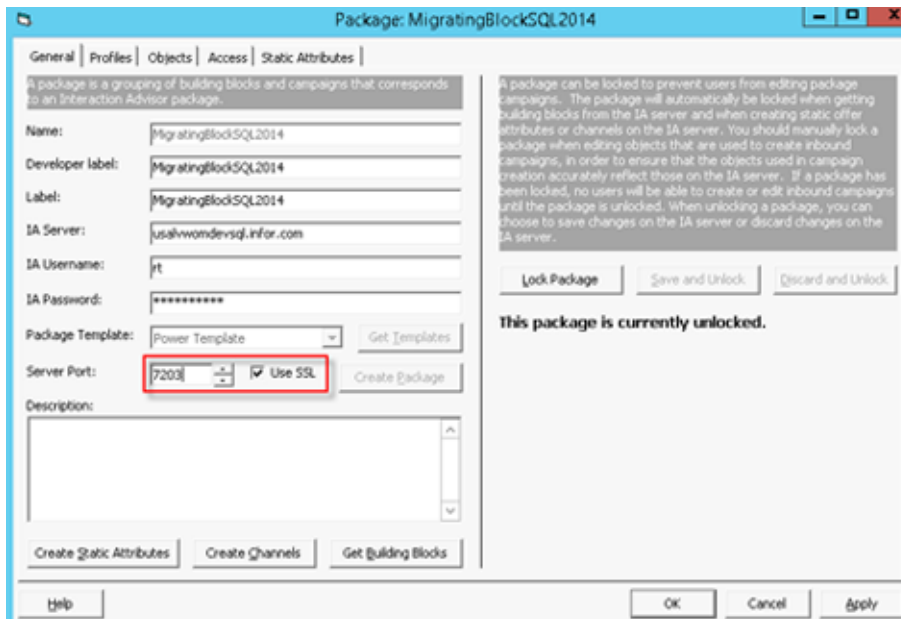 Package: MigratingBlockSQL2014
General Profiles Objects Access Static Attributes
A package is a grouping of building blocks and campaigns that corresponds
to an Interaction Advisor package.
Name: MigratingBlockSQL2014
Developer label: MigratingBlockSQL2014
Label: MigratingBlockSQL2014
IA Server: usalvwomdevsql.infor.com
IA Username: rt
IA Password: **********
Package Template: Power Template Get Templates
Server Port: 7203 Use SSL Create Package
Description:
Create Static Attributes Create Channels Get Building Blocks
A package can be locked to prevent users from editing package
campaigns. The package will automatically be locked when getting
building blocks from the IA server and when creating static offer
attributes or channels on the IA server. You should manually lock a
package when editing objects that are used to create inbound
campaigns, in order to ensure that the objects used in campaign
creation accurately reflect those on the IA server. If a package has
been locked, no users will be able to create or edit inbound campaigns
until the package is unlocked. When unlocking a package, you can
choose to save changes on the IA server or discard changes on the
IA server.
Lock Package Save and Unlock Discard and Unlock
This package is currently unlocked.
Help OK Cancel Apply